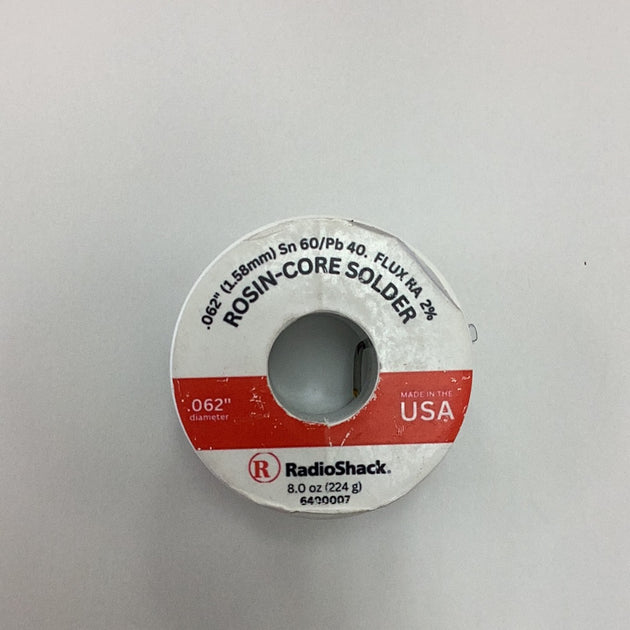 .062" (1.58mm) Sn 60/Pb 40. FLUX RA 2%
ROSIN-CORE SOLDER
.062"
diameter
MADE IN THE
USA
R RadioShack.
8.0 oz (224 g)
6400007